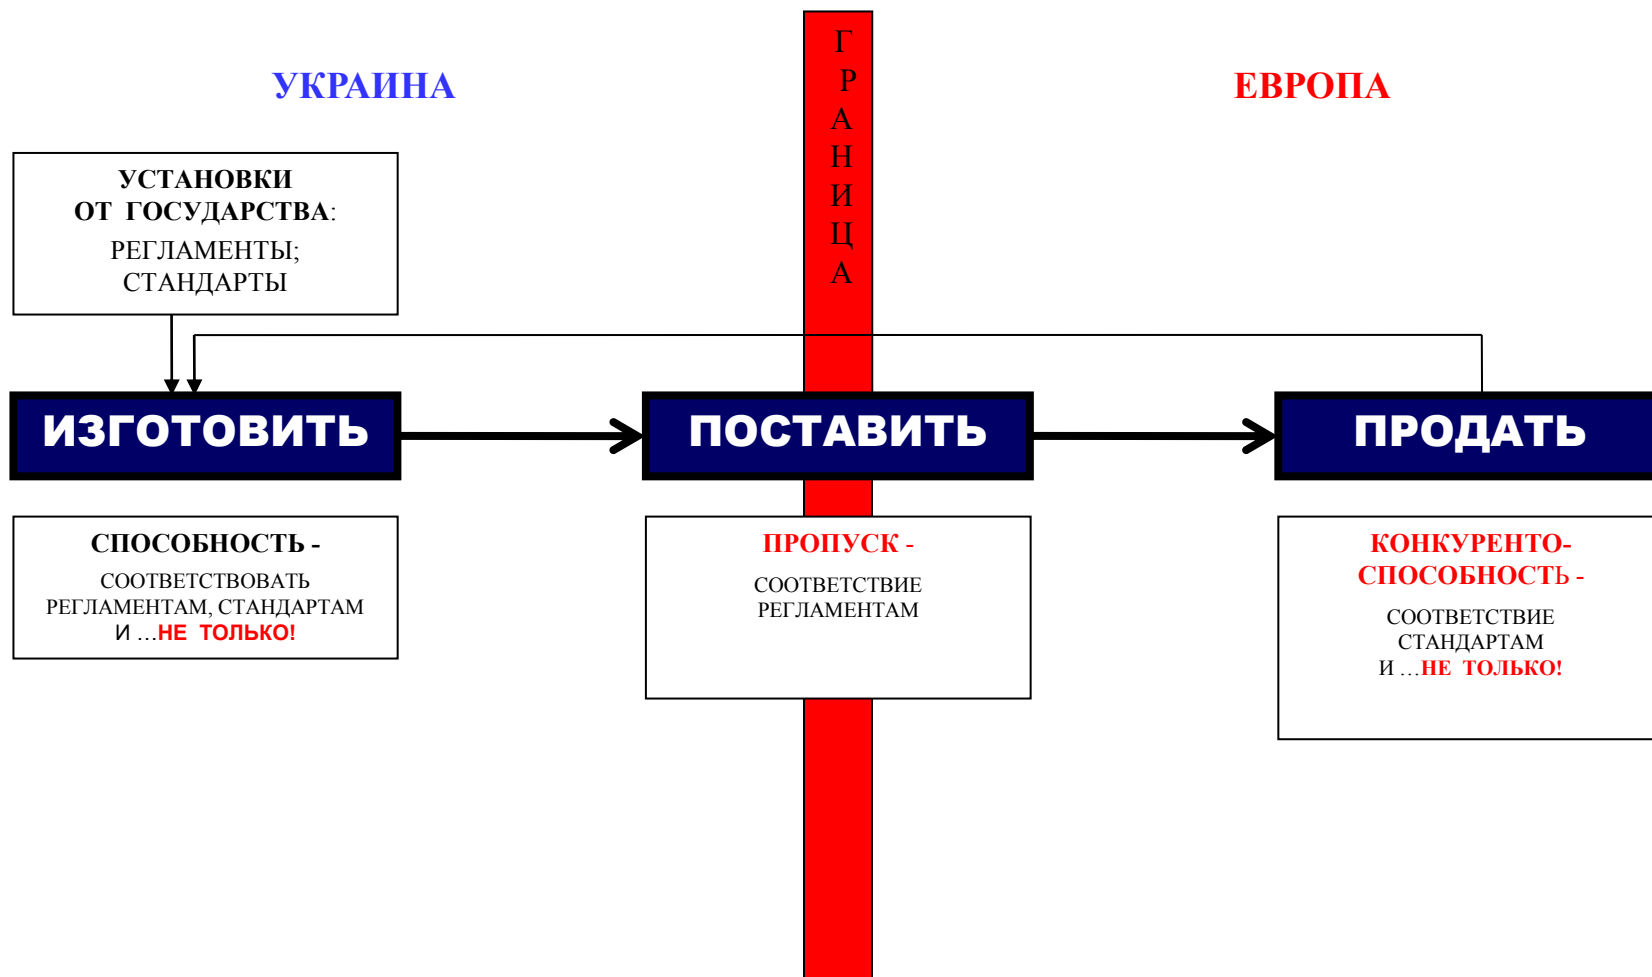 УКРАИНА
ГРАНИЦА
ЕВРОПА
УСТАНОВКИ
ОТ ГОСУДАРСТВА:
РЕГЛАМЕНТЫ;
СТАНДАРТЫ
ИЗГОТОВИТЬ
ПОСТАВИТЬ
ПРОДАТЬ
СПОСОБНОСТЬ -
СООТВЕТСТВОВАТЬ
РЕГЛАМЕНТАМ, СТАНДАРТАМ
И ...НЕ ТОЛЬКО!
ПРОПУСК -
СООТВЕТСТВИЕ
РЕГЛАМЕНТАМ
КОНКУРЕНТО-
СПОСОБНОСТЬ -
СООТВЕТСТВИЕ
СТАНДАРТАМ
И ...НЕ ТОЛЬКО!